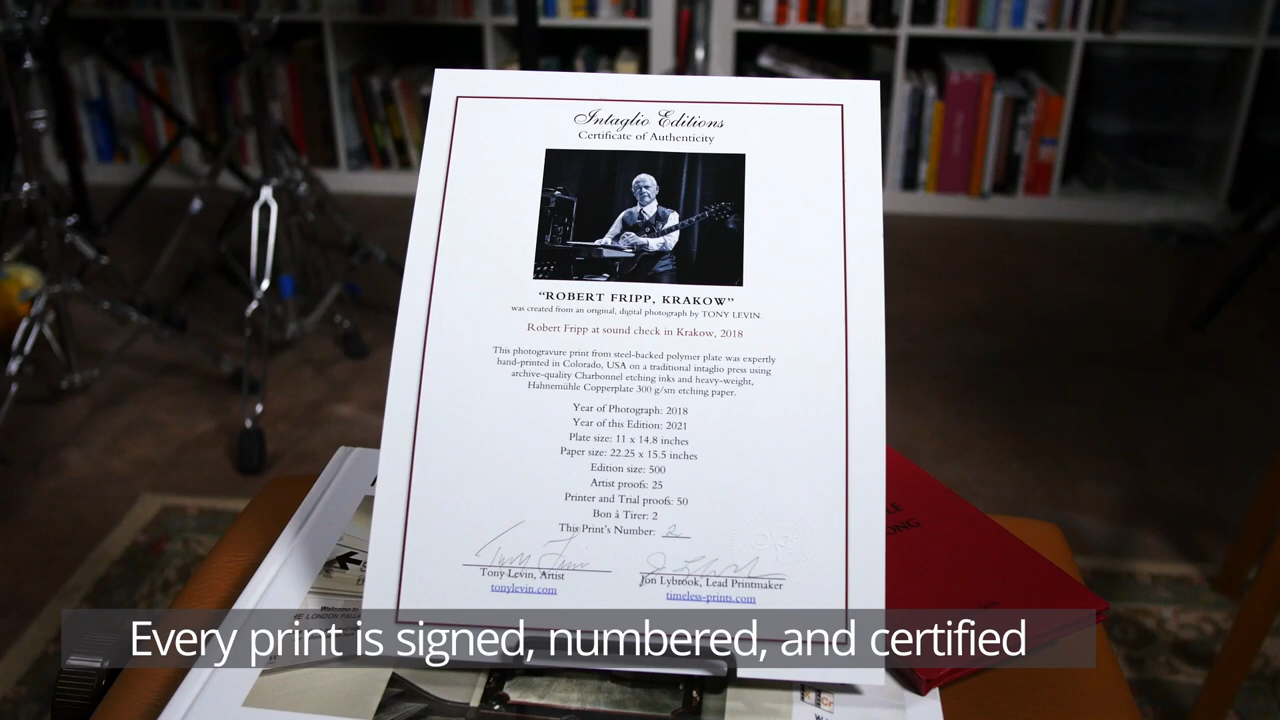 Intaglio Editions
Certificate of Authenticity
“ROBERT FRIPP, KRAKOW”
was created from an original, digital photograph by TONY LEVIN.
Robert Fripp at sound check in Krakow, 2018
This photogravure print from steel-backed polymer plate was expertly
hand-printed in Colorado, USA on a traditional intaglio press using
archive-quality Charbonnel etching inks and heavy-weight,
Hahnemühle Copperplate 300 g/sm etching paper.
Year of Photograph: 2018
Year of this Edition: 2021
Plate size: 11 x 14.8 inches
Paper size: 22.25 x 15.5 inches
Edition size: 500
Artist proofs: 25
Printer and Trial proofs: 50
Bon à Tirer: 2
This Print's Number: 2
Tony Levin, Artist
tonylevin.com
Jon Lybrook, Lead Printmaker
timeless-prints.com
Welcome to
Every print is signed, numbered, and certified